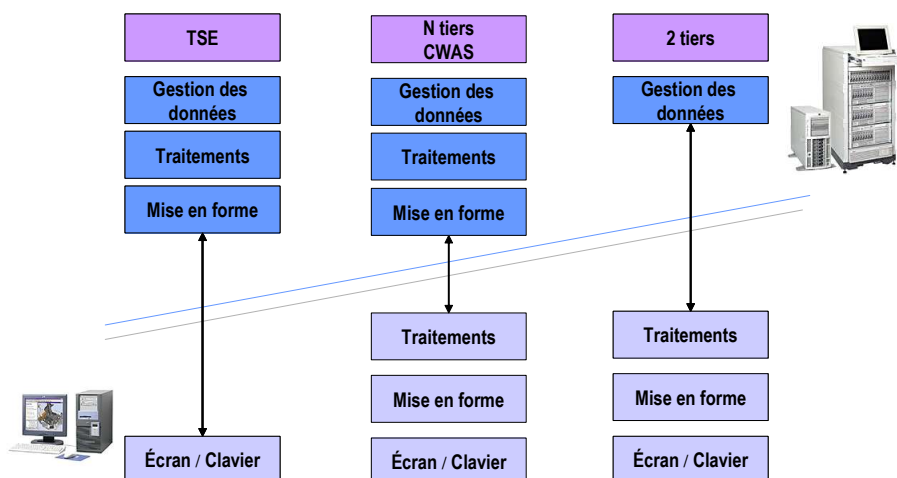 TSE
Gestion des
données
Traitements
Mise en forme
Écran / Clavier
N tiers
CWAS
Gestion des
données
Traitements
Mise en forme
Traitements
Mise en forme
Écran / Clavier
2 tiers
Gestion des
données
Traitements
Mise en forme
Écran / Clavier